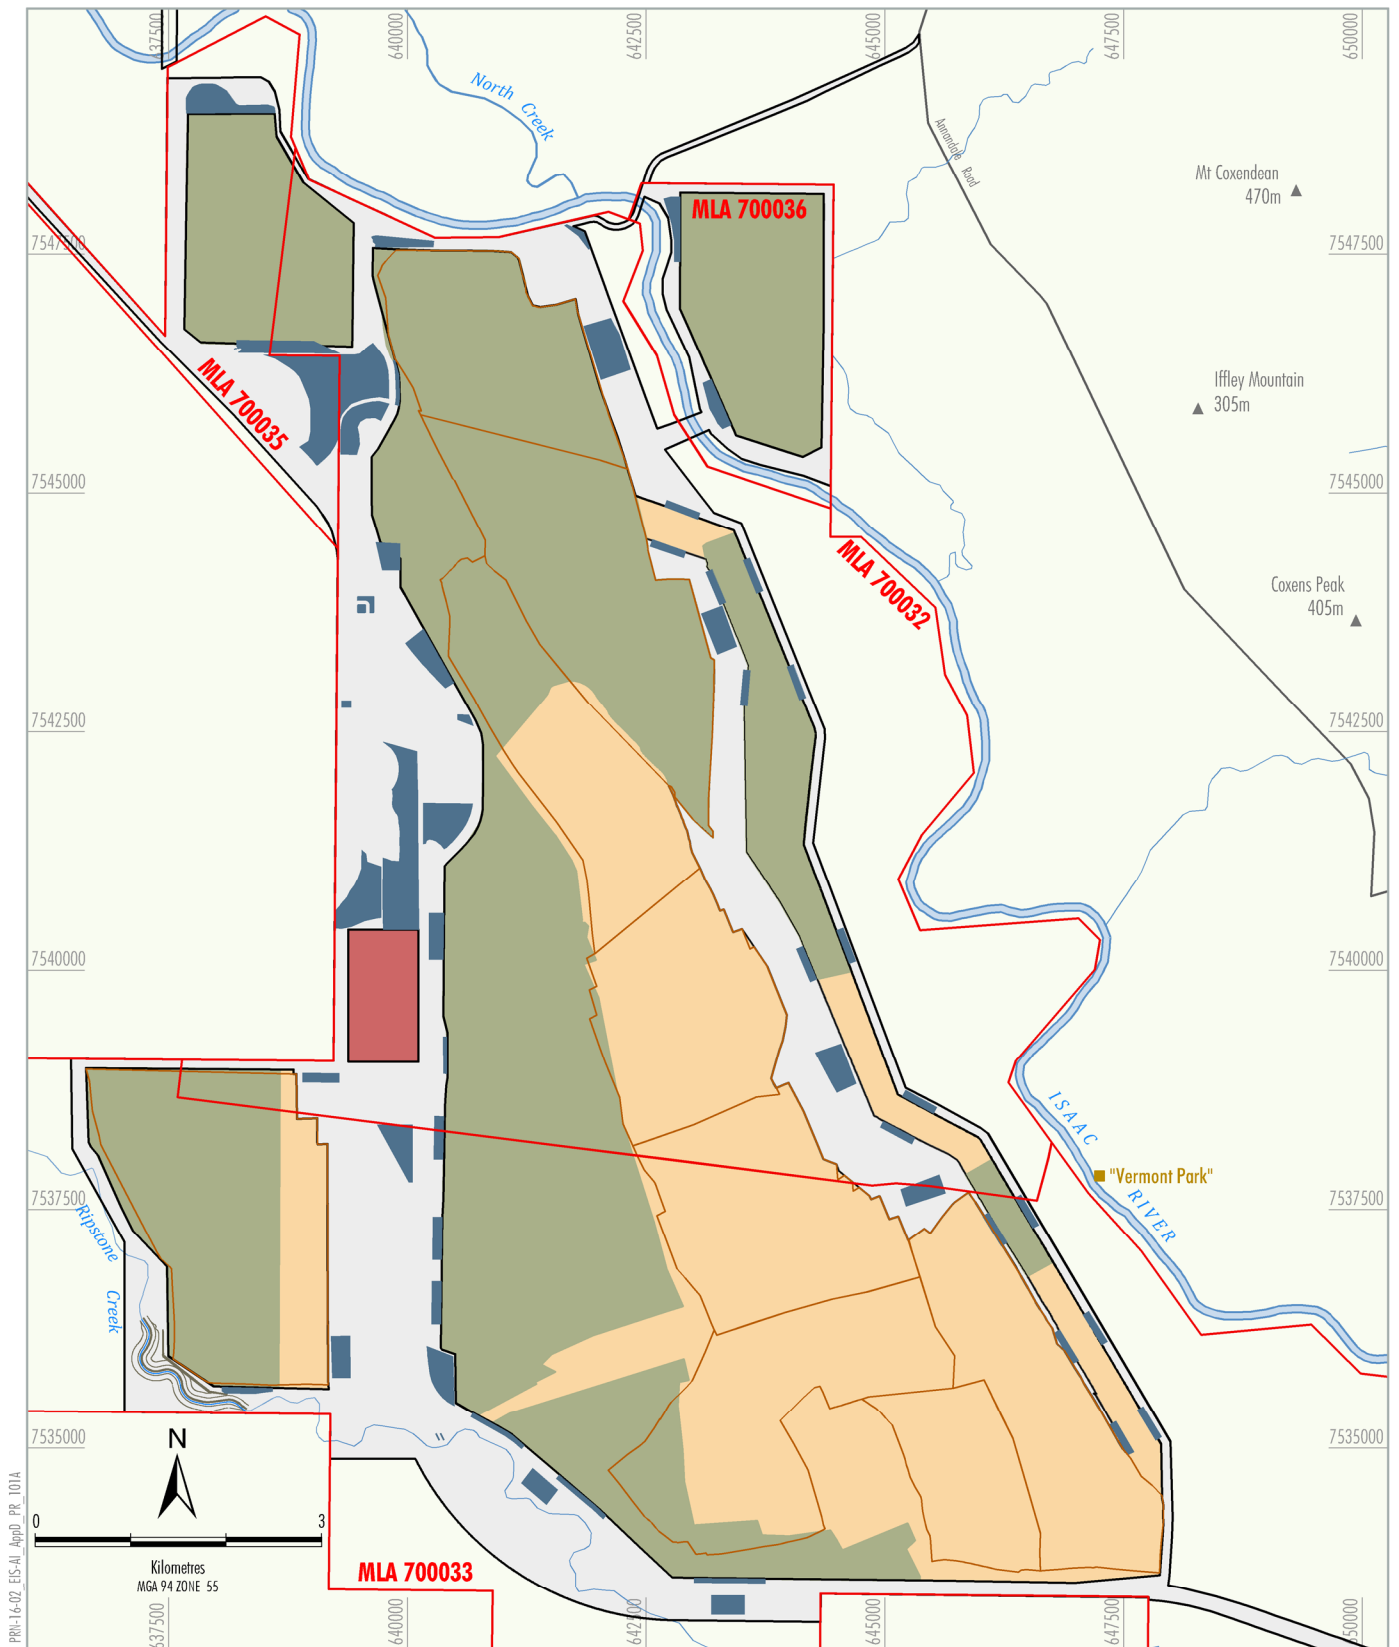 637500
640000
642500
645000
647500
650000
North Creek
Annandale Road
Mt Coxendean
470m
MLA 700036
7547500
7547500
Iffley Mountain
305m
MLA 700035
7545000
7545000
MLA 700032
Coxens Peak
405m
7542500
7542500
7540000
7540000
ISAAC RIVER
"Vermont Park"
7537500
7537500
Ripstone Creek
7535000
7535000
N
0 3
Kilometres
MGA 94 ZONE 55
MLA 700033
637500
640000
642500
645000
647500
650000
PRN-16-02_EIS-AI_AppD_PR_101A